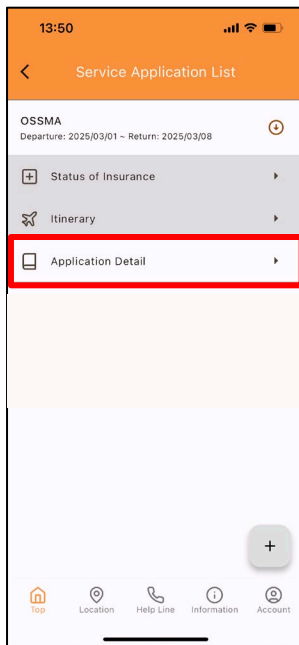 13:50
Service Application List
OSSMA
Departure: 2025/03/01 ~ Return: 2025/03/08
Status of Insurance
Itinerary
Application Detail
+
Top Location Help Line Information Account